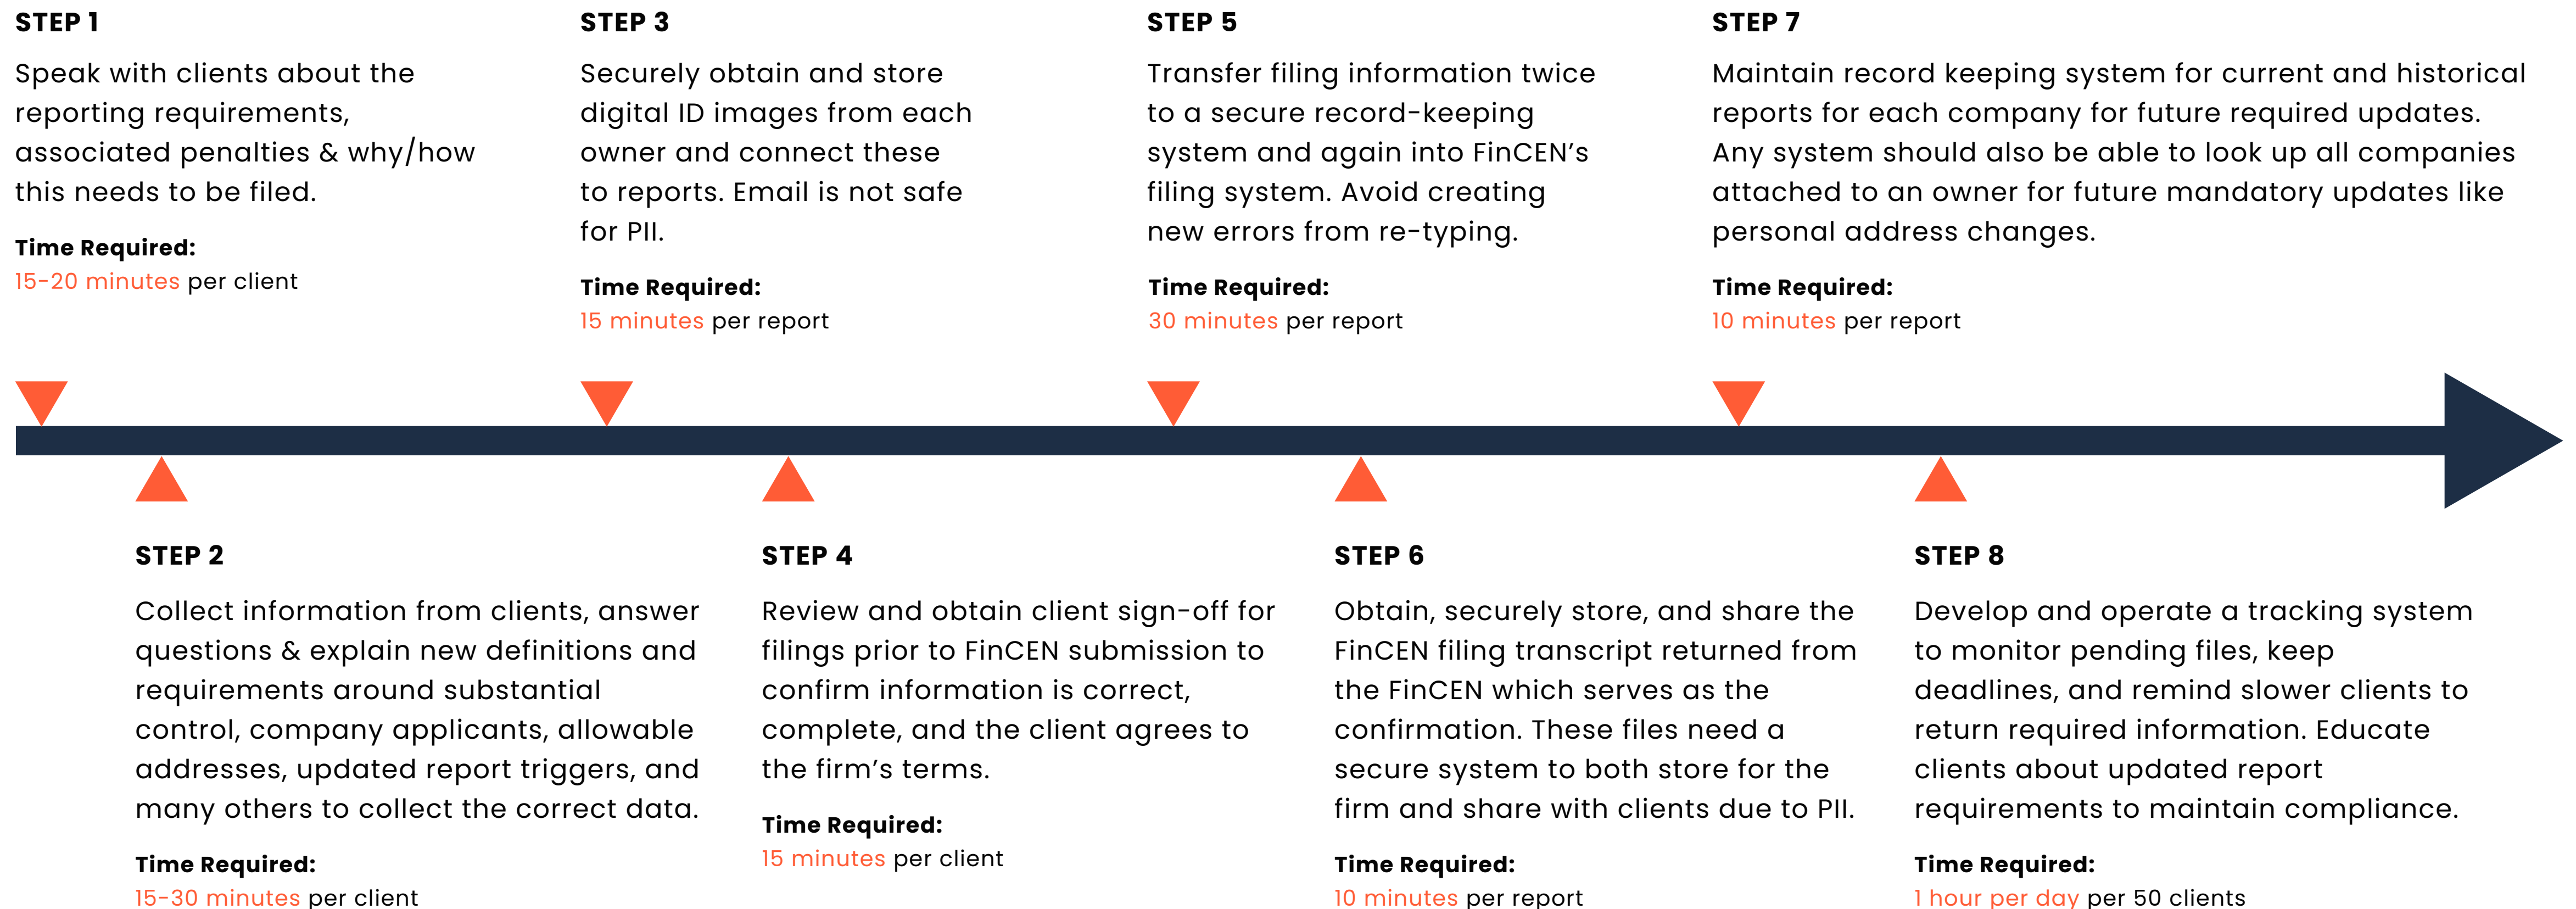 STEP 1
Speak with clients about the
reporting requirements,
associated penalties & why/how
this needs to be filed.
Time Required:
15-20 minutes per client
STEP 2
Collect information from clients, answer
questions & explain new definitions and
requirements around substantial
control, company applicants, allowable
addresses, updated report triggers, and
many others to collect the correct data.
Time Required:
15-30 minutes per client
STEP 3
Securely obtain and store
digital ID images from each
owner and connect these
to reports. Email is not safe
for PII.
Time Required:
15 minutes per report
STEP 4
Review and obtain client sign-off for
filings prior to FinCEN submission to
confirm information is correct,
complete, and the client agrees to
the firm’s terms.
Time Required:
15 minutes per client
STEP 5
Transfer filing information twice
to a secure record-keeping
system and again into FinCEN’s
filing system. Avoid creating
new errors from re-typing.
Time Required:
30 minutes per report
STEP 6
Obtain, securely store, and share the
FinCEN filing transcript returned from
the FinCEN which serves as the
confirmation. These files need a
secure system to both store for the
firm and share with clients due to PII.
Time Required:
10 minutes per report
STEP 7
Maintain record keeping system for current and historical
reports for each company for future required updates.
Any system should also be able to look up all companies
attached to an owner for future mandatory updates like
personal address changes.
Time Required:
10 minutes per report
STEP 8
Develop and operate a tracking system
to monitor pending files, keep
deadlines, and remind slower clients to
return required information. Educate
clients about updated report
requirements to maintain compliance.
Time Required:
1 hour per day per 50 clients